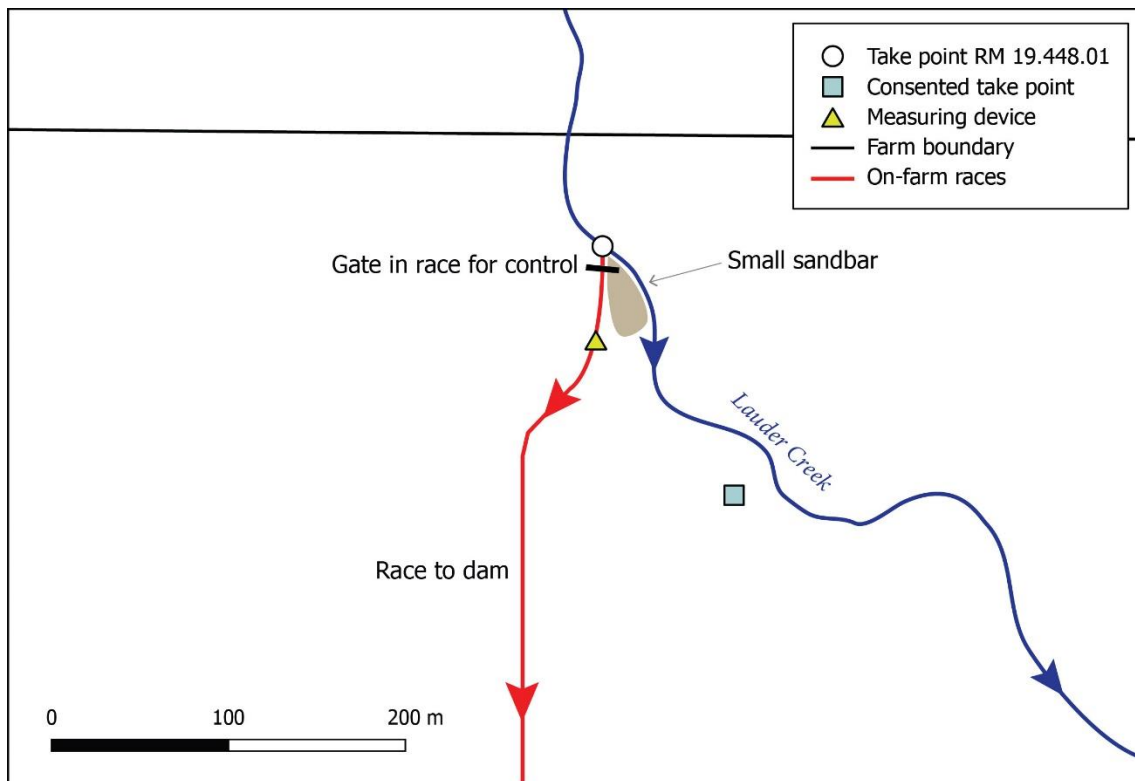 Take point RM 19.448.01
Consented take point
Measuring device
Farm boundary
On-farm races
Gate in race for control
Small sandbar
Lauder Creek
Race to dam
0 100 200 m